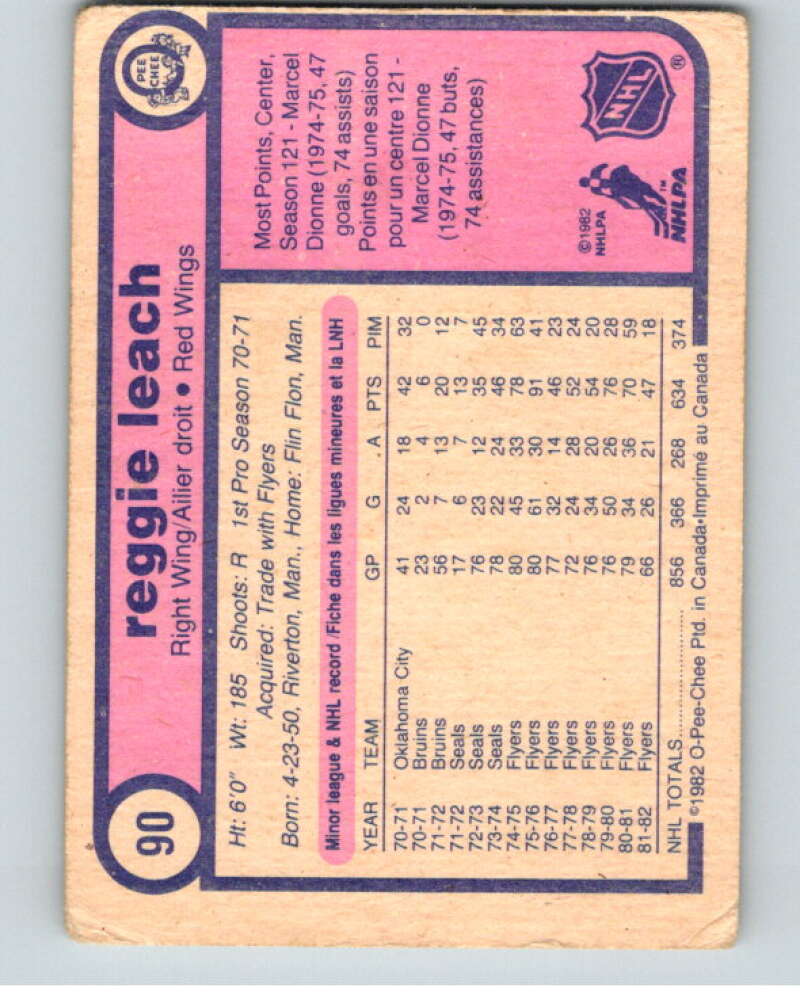 90
reggie leach
Right Wing/Ailier droit • Red Wings
O
PEE
CHEE
Ht: 6'0" Wt: 185 Shoots: R 1st Pro Season 70-71
Acquired: Trade with Flyers
Born: 4-23-50, Riverton, Man., Home: Flin Flon, Man.
Minor league & NHL record/Fiche dans les ligues mineures et la LNH
YEAR TEAM GP G A PTS PIM
70-71 Oklahoma City 41 24 18 42 32
70-71 Bruins 23 2 4 6 0
71-72 Bruins 56 7 13 20 12
71-72 Seals 17 6 7 13 7
72-73 Seals 76 23 12 35 45
73-74 Seals 78 22 24 46 34
74-75 Flyers 80 45 33 78 63
75-76 Flyers 80 61 30 91 41
76-77 Flyers 77 32 14 46 23
77-78 Flyers 72 24 28 52 24
78-79 Flyers 76 34 20 54 20
79-80 Flyers 76 50 26 76 28
80-81 Flyers 79 34 36 70 59
81-82 Flyers 66 26 21 47 18
NHL TOTALS 856 366 268 634 374
©1982 O-Pee-Chee Ptd. in Canada•Imprimé au Canada
Most Points, Center,
Season 121 - Marcel
Dionne (1974-75, 47
goals, 74 assists)
Points en une saison
pour un centre 121 -
Marcel Dionne
(1974-75, 47 buts,
74 assistances)
©1982
NHLPA
NHLPA
™
NHL
®